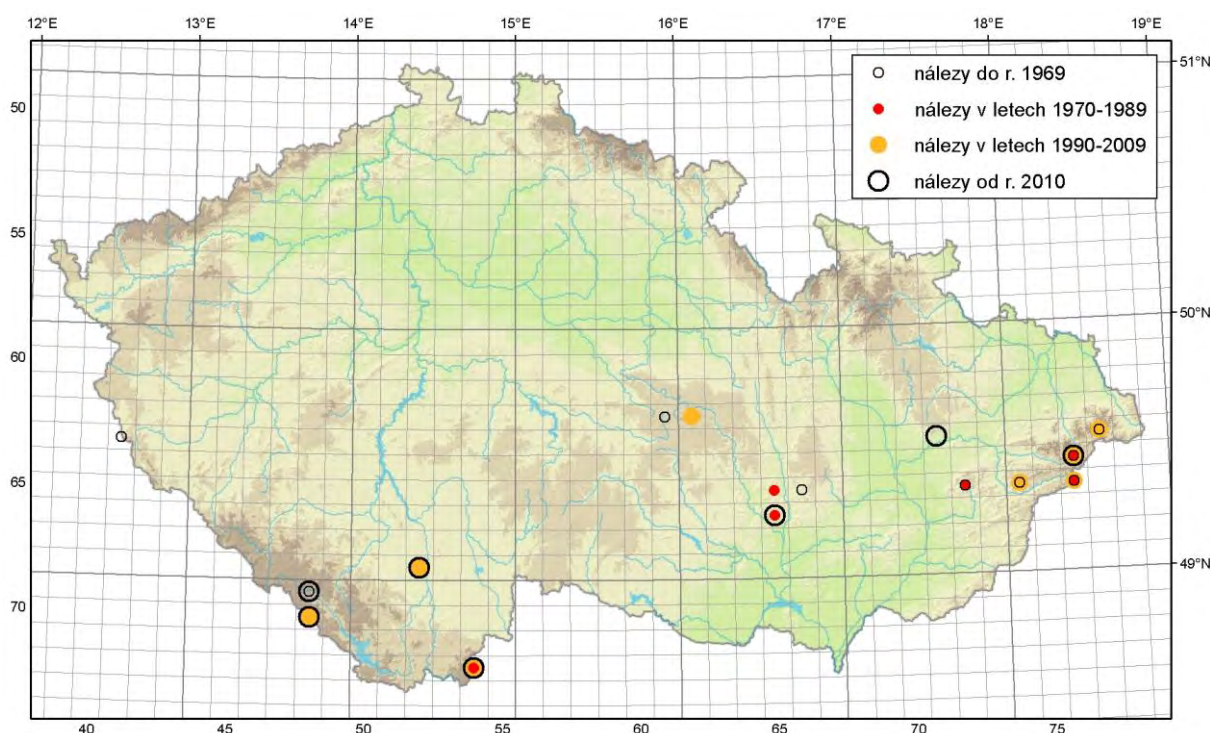 12°E 13°E 14°E 15°E 16°E 17°E 18°E 19°E
nálezy do r. 1969
nálezy v letech 1970-1989
nálezy v letech 1990-2009
nálezy od r. 2010
51°N
50°N
49°N
50
55
60
65
70
40 45 50 55 60 65 70 75